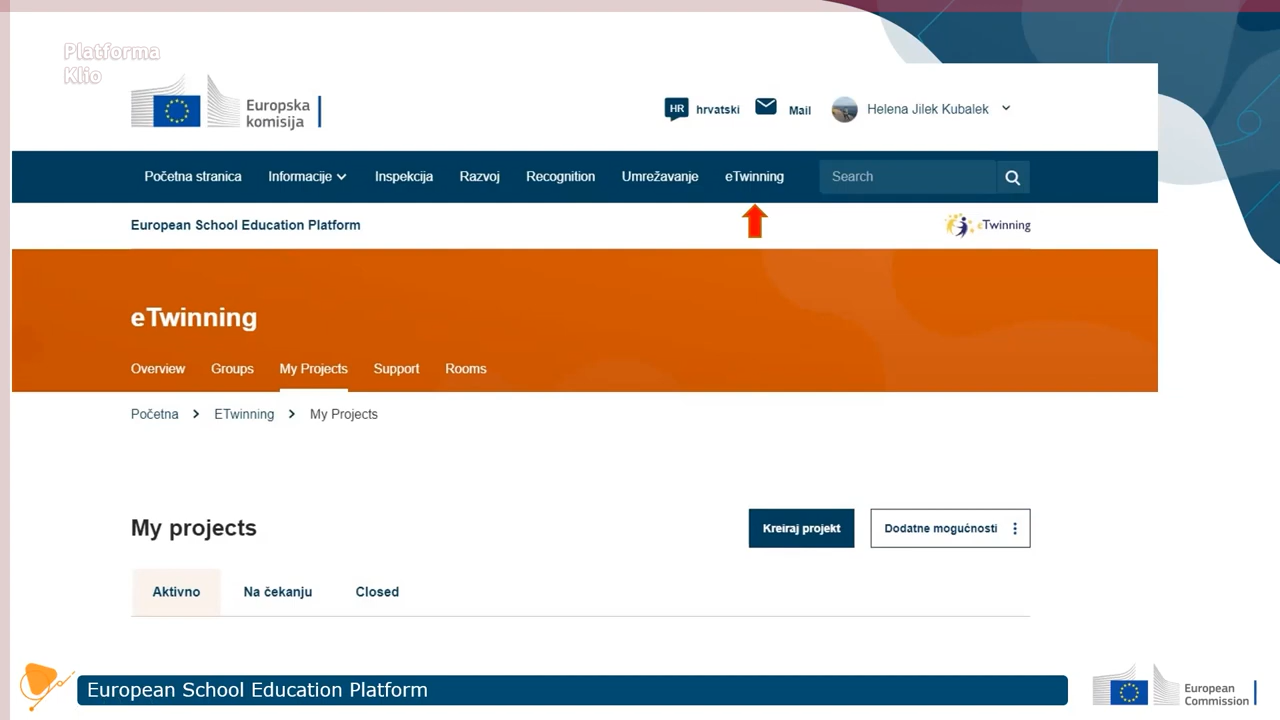 Platforma
Klio
Europska
komisija
HR hrvatski Mail Helena Jilek Kubalek
Početna stranica Informacije Inspekcija Razvoj Recognition Umrežavanje eTwinning Search
European School Education Platform eTwinning
eTwinning
Overview Groups My Projects Support Rooms
Početna ETwinning My Projects
My projects Kreiraj projekt Dodatne mogućnosti
Aktivno Na čekanju Closed
European School Education Platform
European
Commission